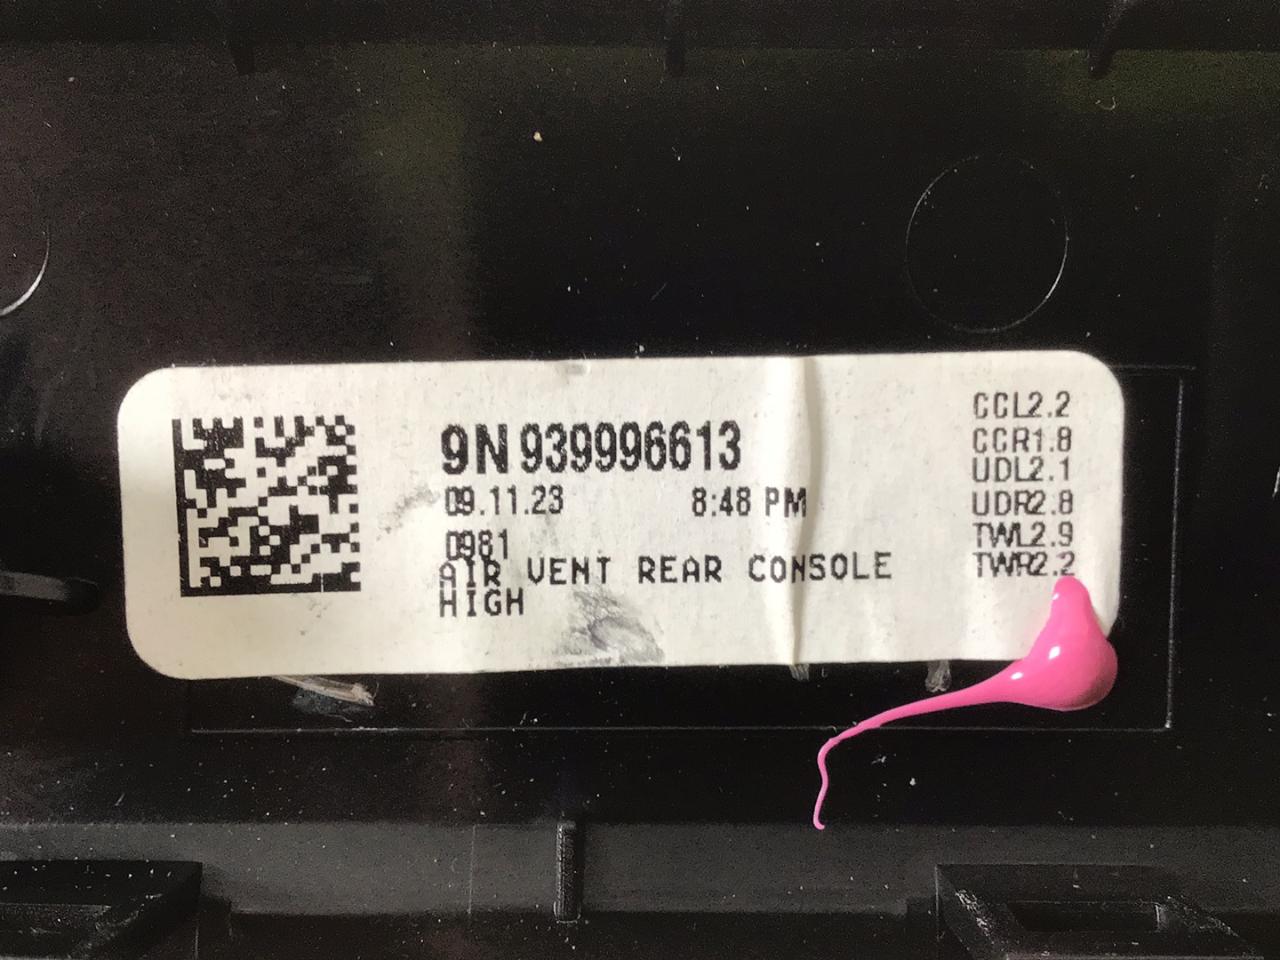 9N 939996613
09.11.23 8:48 PM
0981
AIR VENT REAR CONSOLE
HIGH
CCL2.2
CCR1.8
UDL2.1
UDR2.8
TWL2.9
TWR2.2